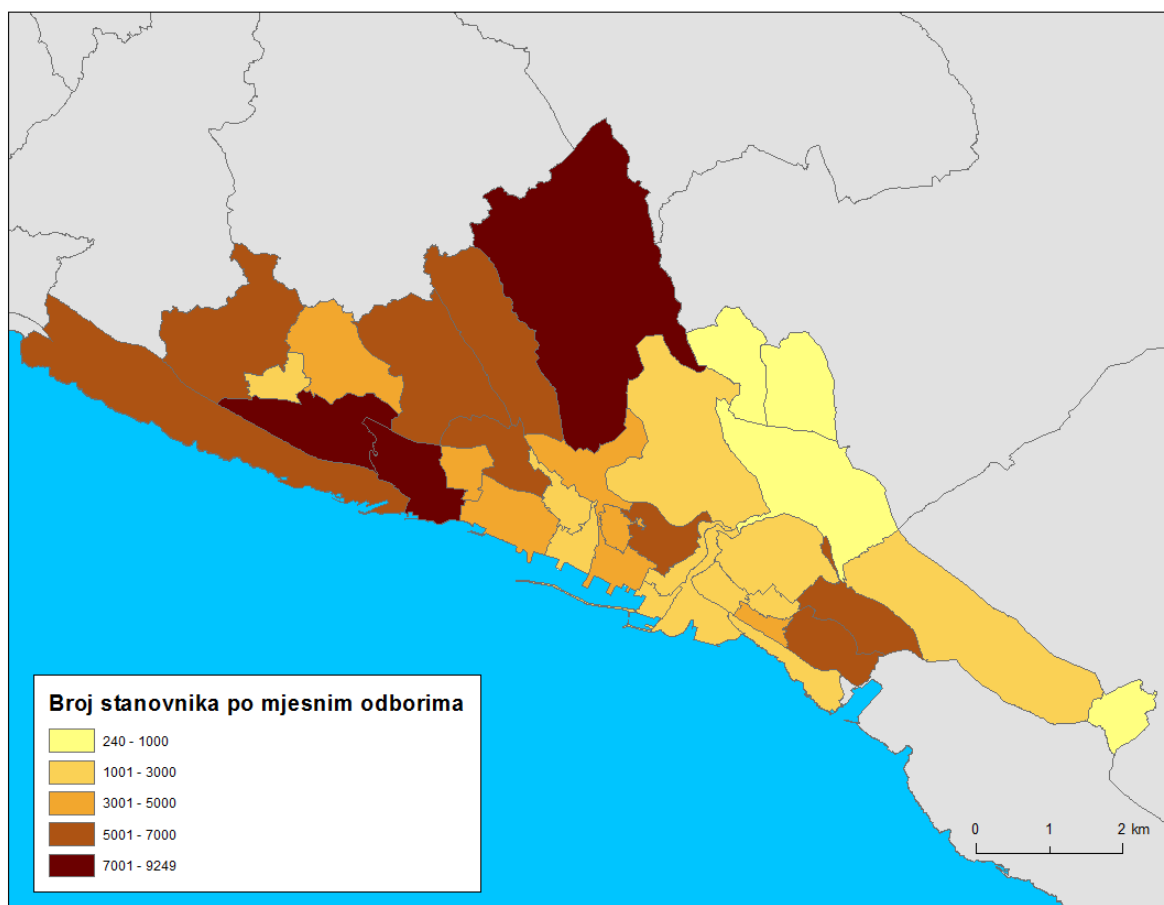 Broj stanovnika po mjesnim odborima
240 - 1000
1001 - 3000
3001 - 5000
5001 - 7000
7001 - 9249
0 1 2 km